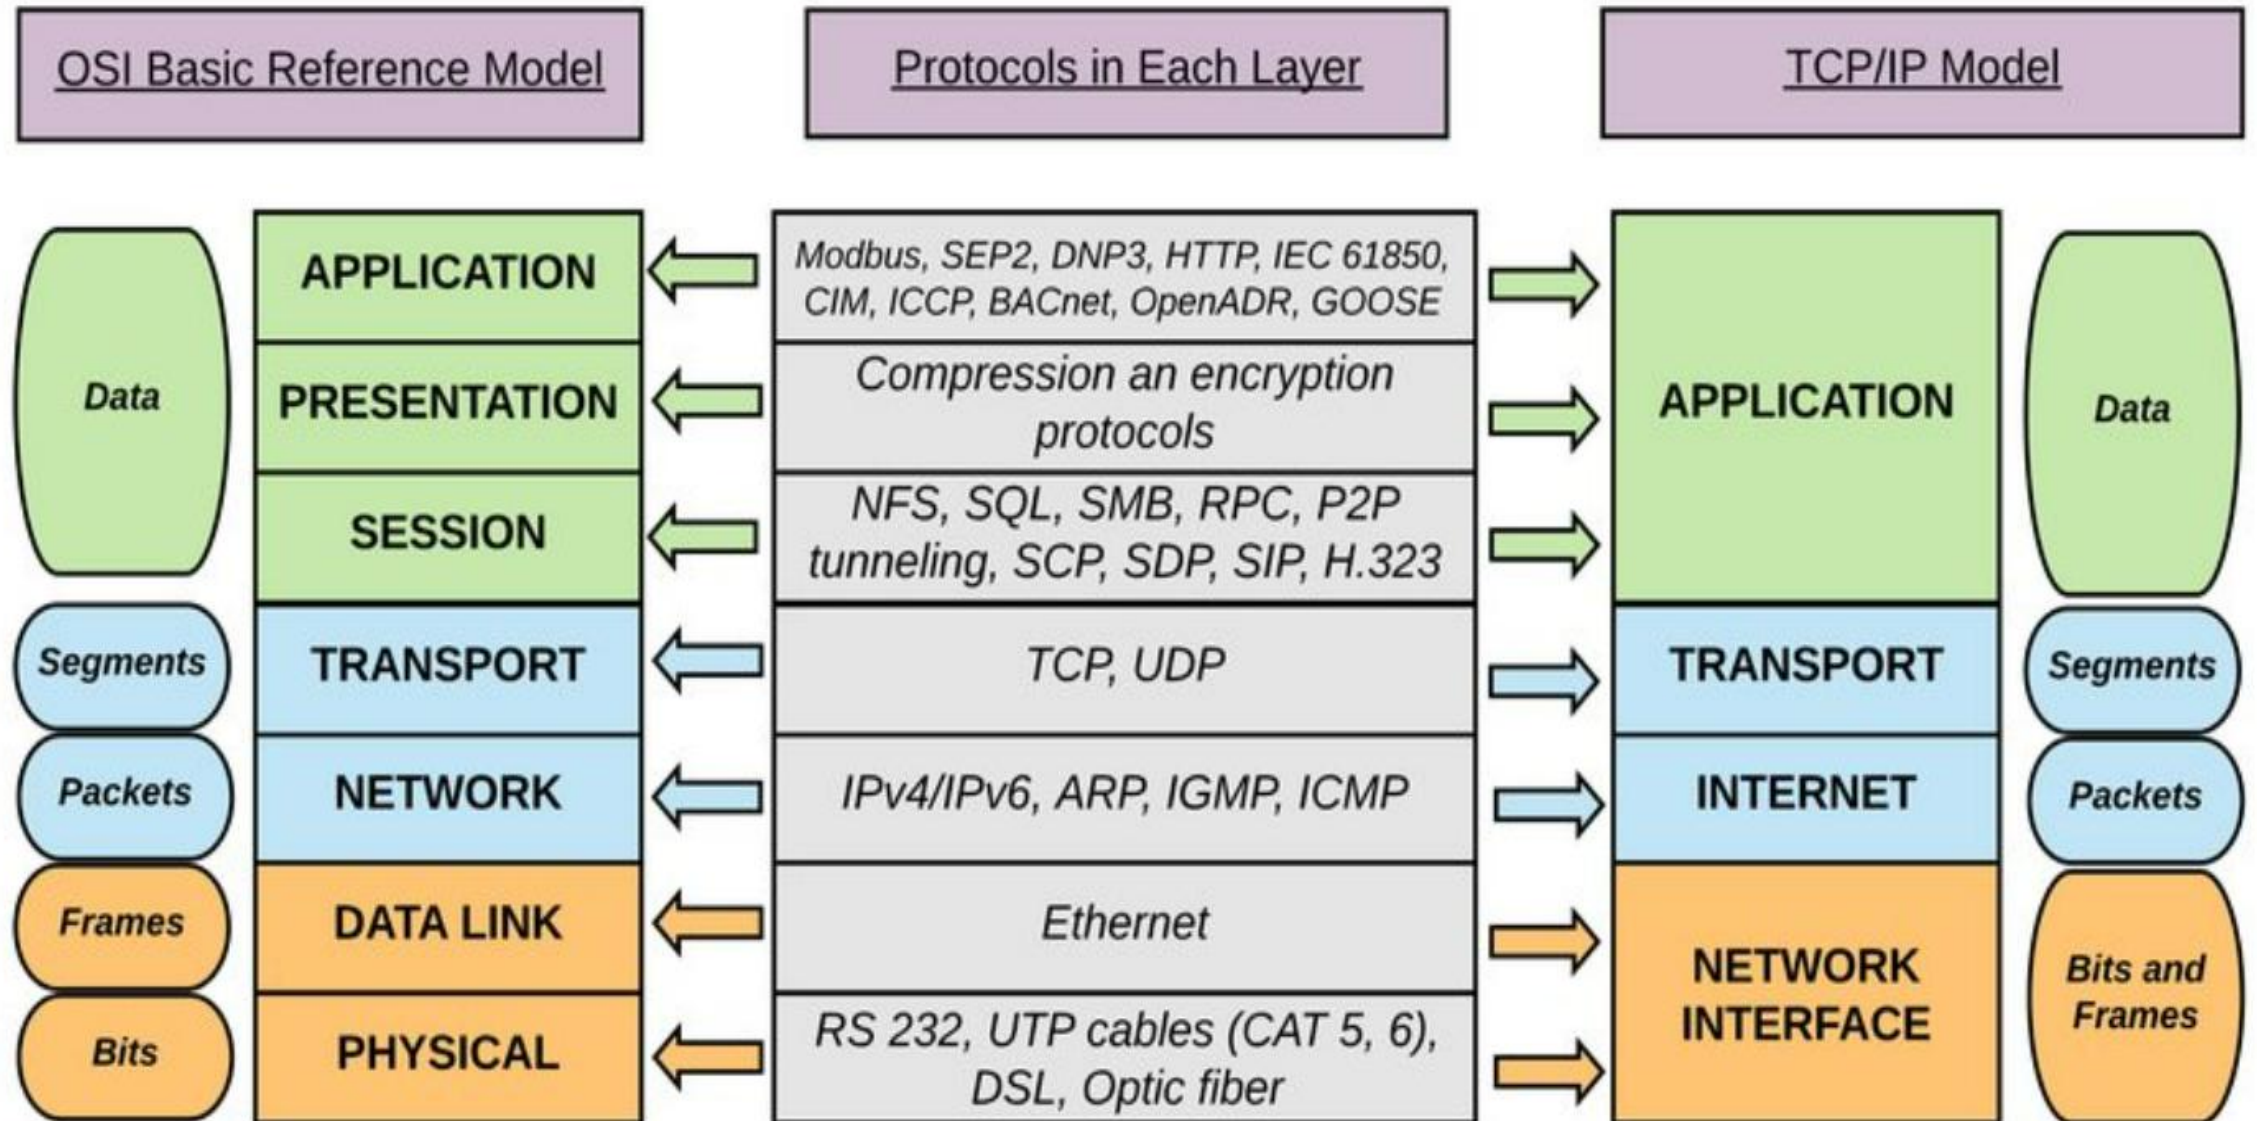 OSI Basic Reference Model
Protocols in Each Layer
TCP/IP Model
Data
APPLICATION
PRESENTATION
SESSION
Modbus, SEP2, DNP3, HTTP, IEC 61850,
CIM, ICCP, BACnet, OpenADR, GOOSE
Compression an encryption
protocols
NFS, SQL, SMB, RPC, P2P
tunneling, SCP, SDP, SIP, H.323
APPLICATION
Data
Segments
TRANSPORT
TCP, UDP
TRANSPORT
Segments
Packets
NETWORK
IPv4/IPv6, ARP, IGMP, ICMP
INTERNET
Packets
Frames
DATA LINK
Ethernet
Bits
PHYSICAL
RS 232, UTP cables (CAT 5, 6),
DSL, Optic fiber
NETWORK
INTERFACE
Bits and
Frames